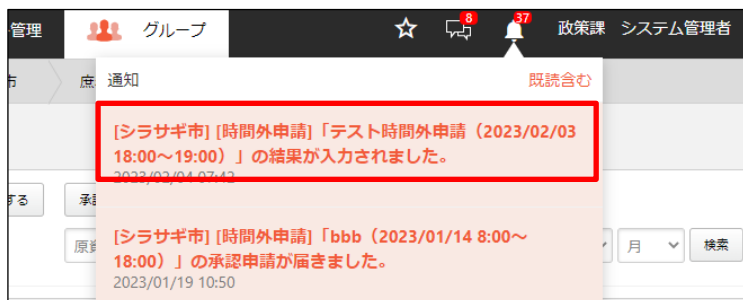 管理
グループ
8
37
政策課 システム管理者
市
庶
通知
既読含む
[シラサギ市] [時間外申請]「テスト時間外申請（2023/02/03
18:00～19:00）」の結果が入力されました。
2023/02/04 07:42
する
承
[シラサギ市] [時間外申請]「bbb（2023/01/14 8:00～
18:00）」の承認申請が届きました。
2023/01/19 10:50
原
月
検索